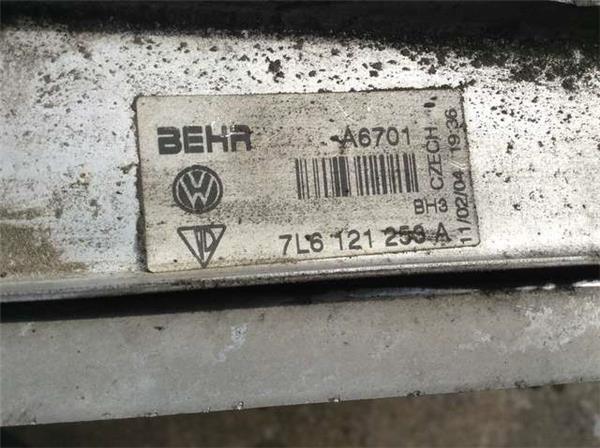 BEHR
A6701
BH3
CZECH
11/02/04 19:36
7L6 121 253 A